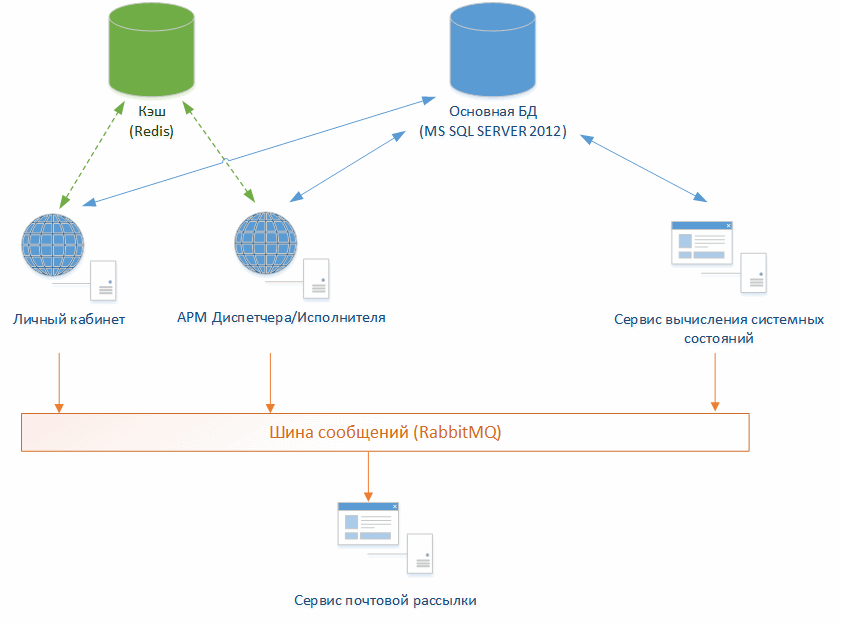 Кэш
(Redis)
Основная БД
(MS SQL SERVER 2012)
Личный кабинет
АРМ Диспетчера/Исполнителя
Сервис вычисления системных
состояний
Шина сообщений (RabbitMQ)
Сервис почтовой рассылки